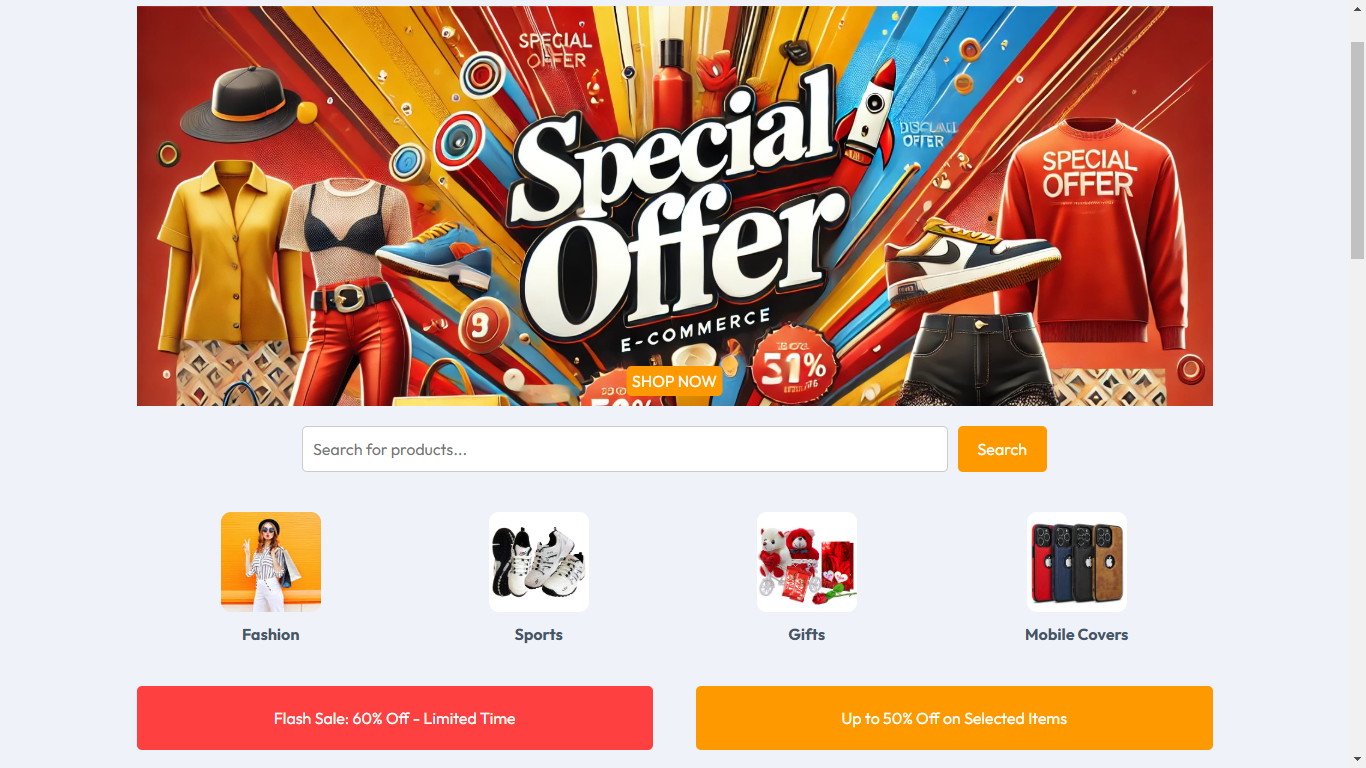 SPECIAL
OFFER
Special
Offer
E-COMMERCE
OFFER
SPECIAL
OFFER
9
51%
SHOP NOW
Search for products...
Search
Fashion
Sports
Gifts
Mobile Covers
Flash Sale: 60% Off - Limited Time
Up to 50% Off on Selected Items